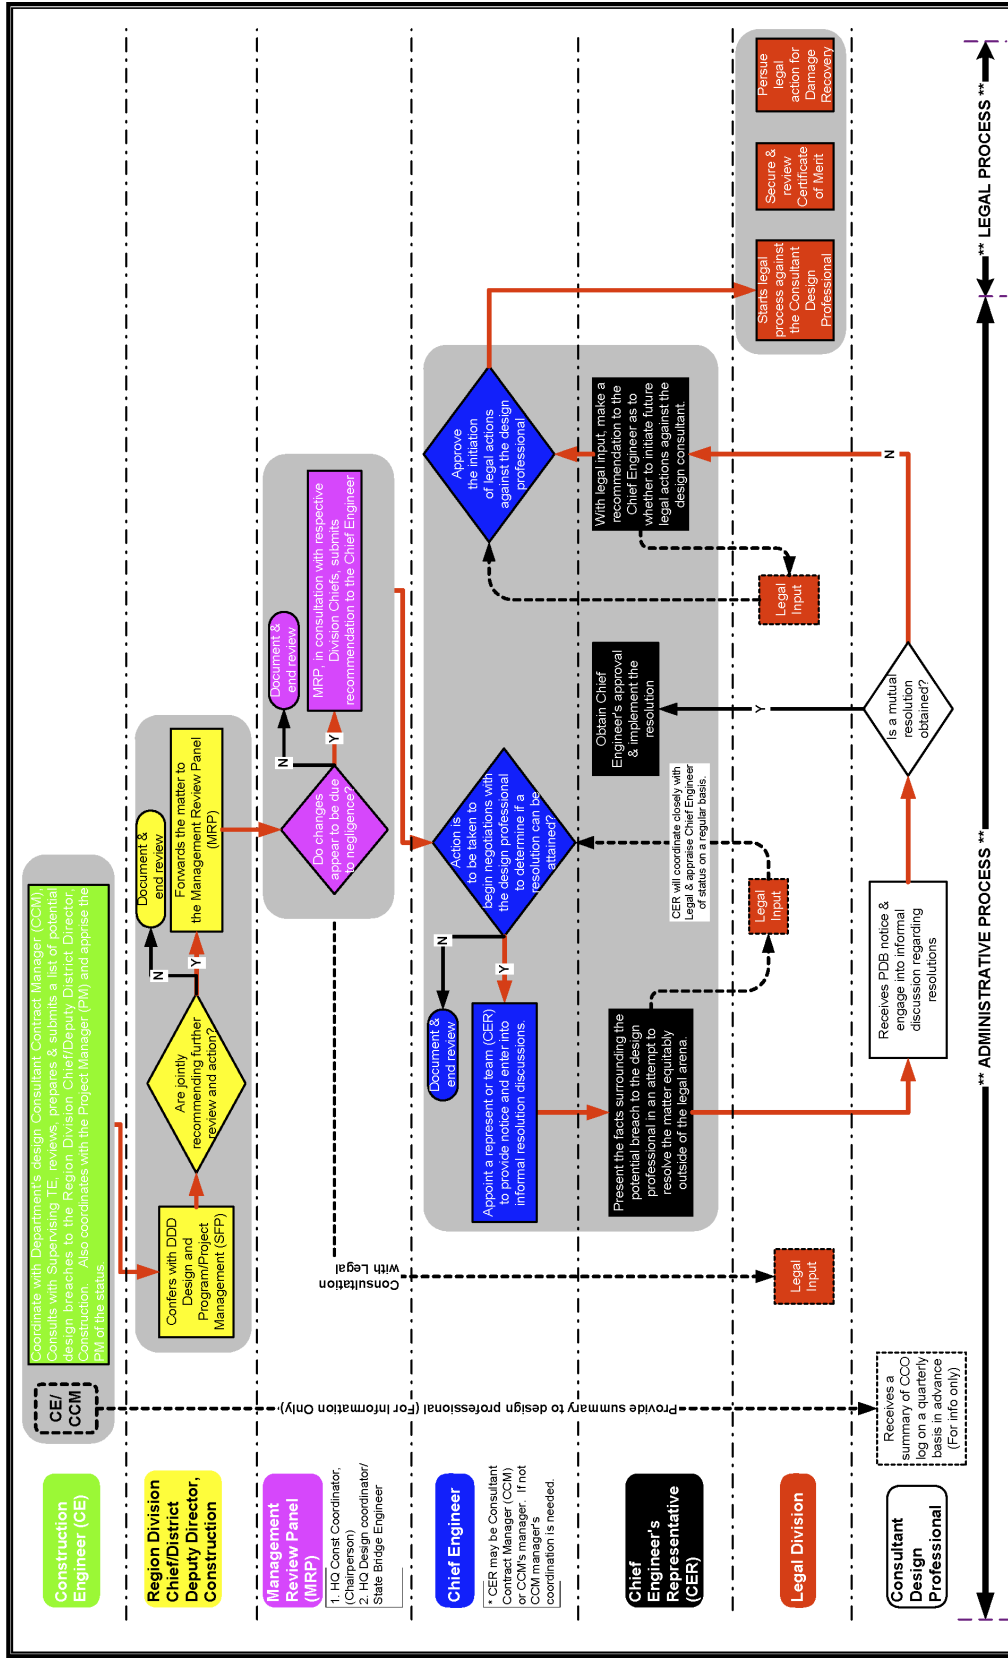 Construction
Engineer (CE)
CE/
CCM
Coordinate with Department's design Consultant Contract Manager (CCM).
Consults with Supervising TE, reviews, prepares & submits a list of potential
design breaches to the Region Division Chief/Deputy District Director,
Construction. Also coordinates with the Project Manager (PM) and apprise the
PM of the status
Region Division
Chief/District
Deputy Director,
Construction
Confers with DDD
Design and
Program/Project
Management (SFP)
Are jointly
recommending further
review and action?
N
Y
Document &
end review
Forwards the matter to
the Management Review Panel
(MRP)
Management
Review Panel
(MRP)
1. HQ Const Coordinator,
(Chairperson)
2. HQ Design coordinator/
State Bridge Engineer
Consultation
with Legal
Do changes
appear to be due
to negligence?
N
Y
Document &
end review
MRP, in consultation with respective
Division Chiefs, submits
recommendation to the Chief Engineer
Chief Engineer
* CER may be Consultant
Contract Manager (CCM)
or CCM's manager. If not
CCM manager's
coordination is needed.
Document &
end review
N
Y
Appoint a represent or team (CER)
to provide notice and enter into
informal resolution discussions.
Action is
to be taken to
begin negotiations with
the design professional
to determine if a
resolution can be
attained?
Approve
the initiation
of legal actions
against the design
professional
Chief
Engineer's
Representative
(CER)
Provide summary to design professional (For Information Only)
Present the facts surrounding the
potential breach to the design
professional in an attempt to
resolve the matter equitably
outside of the legal arena.
CER will coordinate closely with
Legal & appraise Chief Engineer
of status on a regular basis.
Obtain Chief
Engineer's approval
& implement the
resolution
With legal input, make a
recommendation to the
Chief Engineer as to
whether to initiate future
legal actions against the
design consultant.
Legal Division
Legal
Input
Legal
Input
Legal
Input
Starts legal
process against
the Consultant
Design
Professional
Secure &
review
Certificate
of Merit
Persue
legal
action for
Damage
Recovery
Consultant
Design
Professional
Receives a
summary of CCO
log on a quarterly
basis in advance
(For info only)
Receives PDB notice &
engage into informal
discussion regarding
resolutions
Is a mutual
resolution
obtained?
Y
N
** ADMINISTRATIVE PROCESS **
** LEGAL PROCESS **